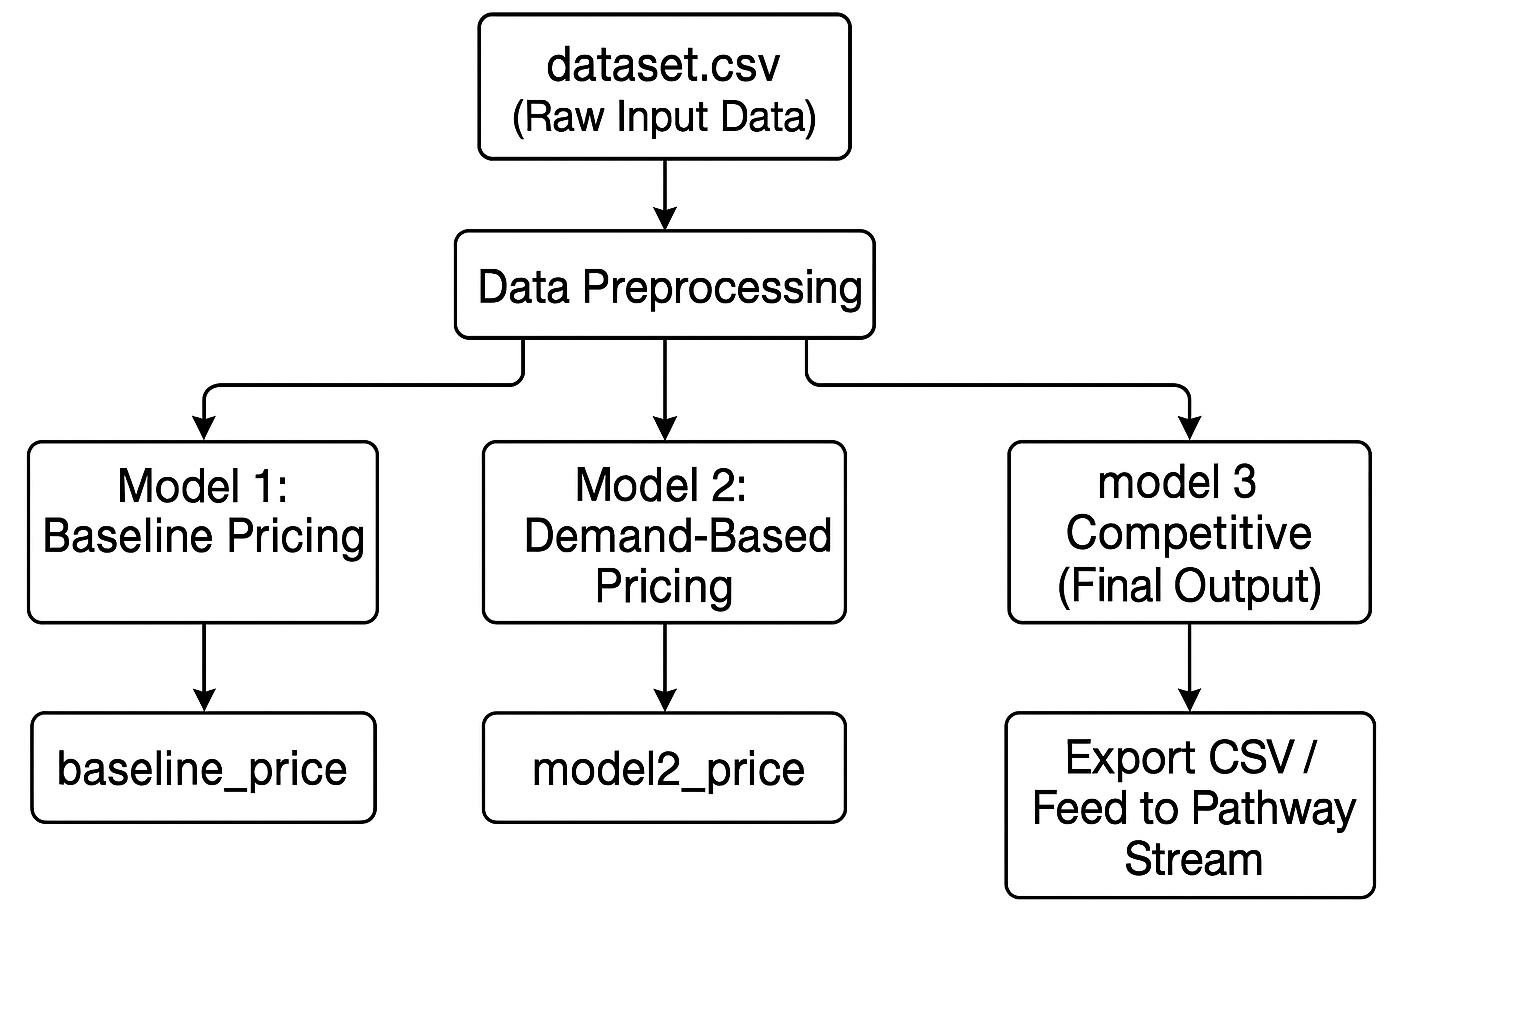 dataset.csv
(Raw Input Data)
Data Preprocessing
Model 1:
Baseline Pricing
Model 2:
Demand-Based
Pricing
model 3
Competitive
(Final Output)
baseline_price
model2_price
Export CSV /
Feed to Pathway
Stream